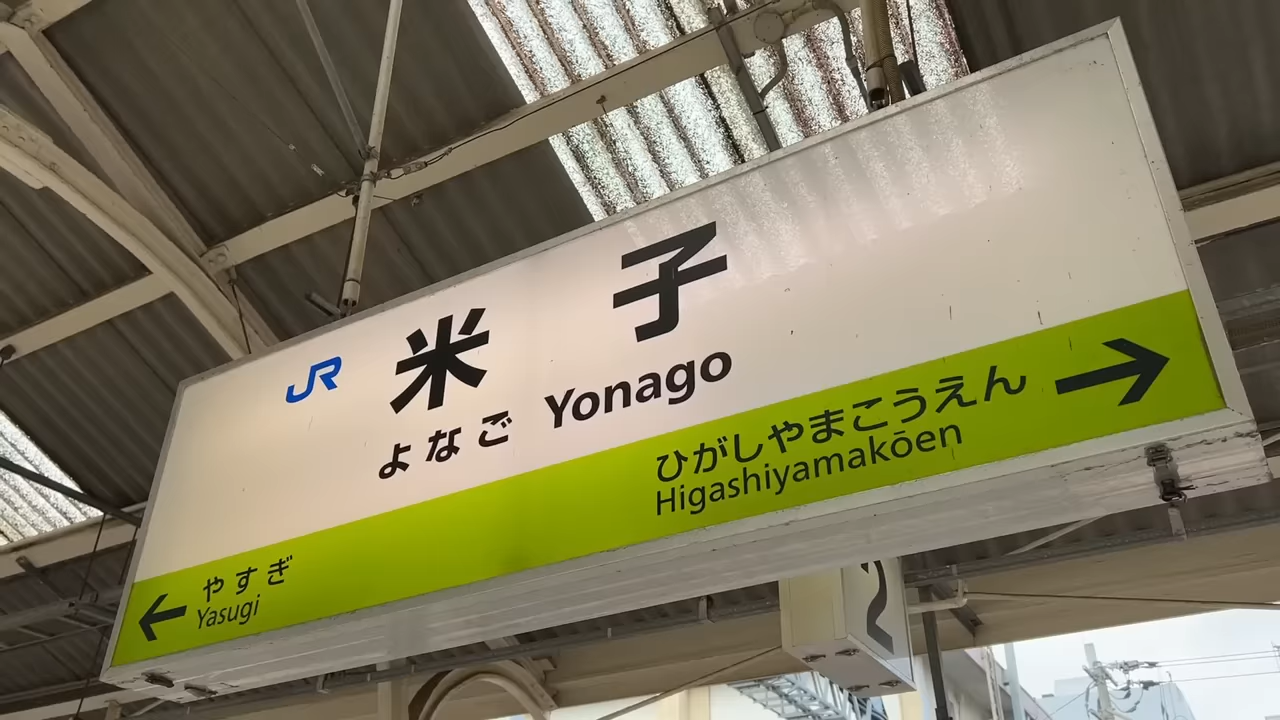 JR
米子
よなご Yonago
← やすぎ
Yasugi
ひがしやまこうえん →
Higashiyamakōen
2